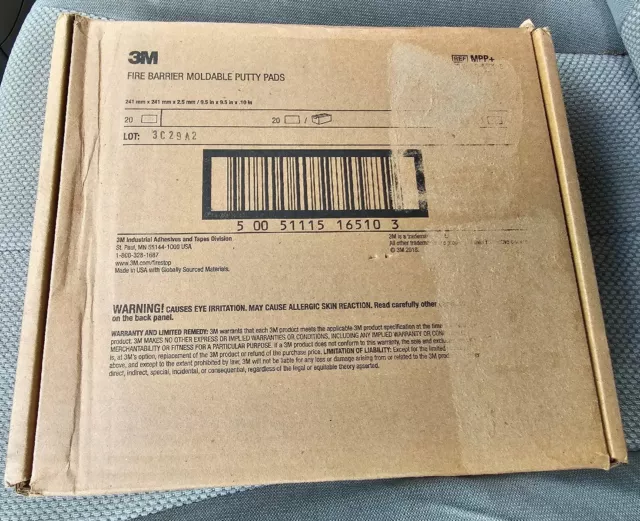 3M
REF MPP+
FIRE BARRIER MOLDABLE PUTTY PADS
241 mm x 241 mm x 2.5 mm / 9.5 in x 9.5 in x .10 in
20 20 /
LOT: 3C29A2
5 00 51115 16510 3
3M Industrial Adhesives and Tapes Division
St. Paul, MN 55144-1000 USA
1-800-328-1687
www.3M.com/firestop
Made in USA with Globally Sourced Materials.
3M is a trademark
All other trademarks
© 3M 2018.
WARNING! CAUSES EYE IRRITATION. MAY CAUSE ALLERGIC SKIN REACTION. Read carefully other
on the back panel.
WARRANTY AND LIMITED REMEDY: 3M warrants that each 3M product meets the applicable 3M product specification at the time
product. 3M MAKES NO OTHER EXPRESS OR IMPLIED WARRANTIES OR CONDITIONS, INCLUDING ANY IMPLIED WARRANTY OR CON
MERCHANTABILITY OR FITNESS FOR A PARTICULAR PURPOSE. If a 3M product does not conform to this warranty, the sole and exclus
is, at 3M's option, replacement of the 3M product or refund of the purchase price. LIMITATION OF LIABILITY: Except for the limited
above, and except to the extent prohibited by law, 3M will not be liable for any loss or damage arising from or related to the 3M prod
direct, indirect, special, incidental, or consequential, regardless of the legal or equitable theory asserted.